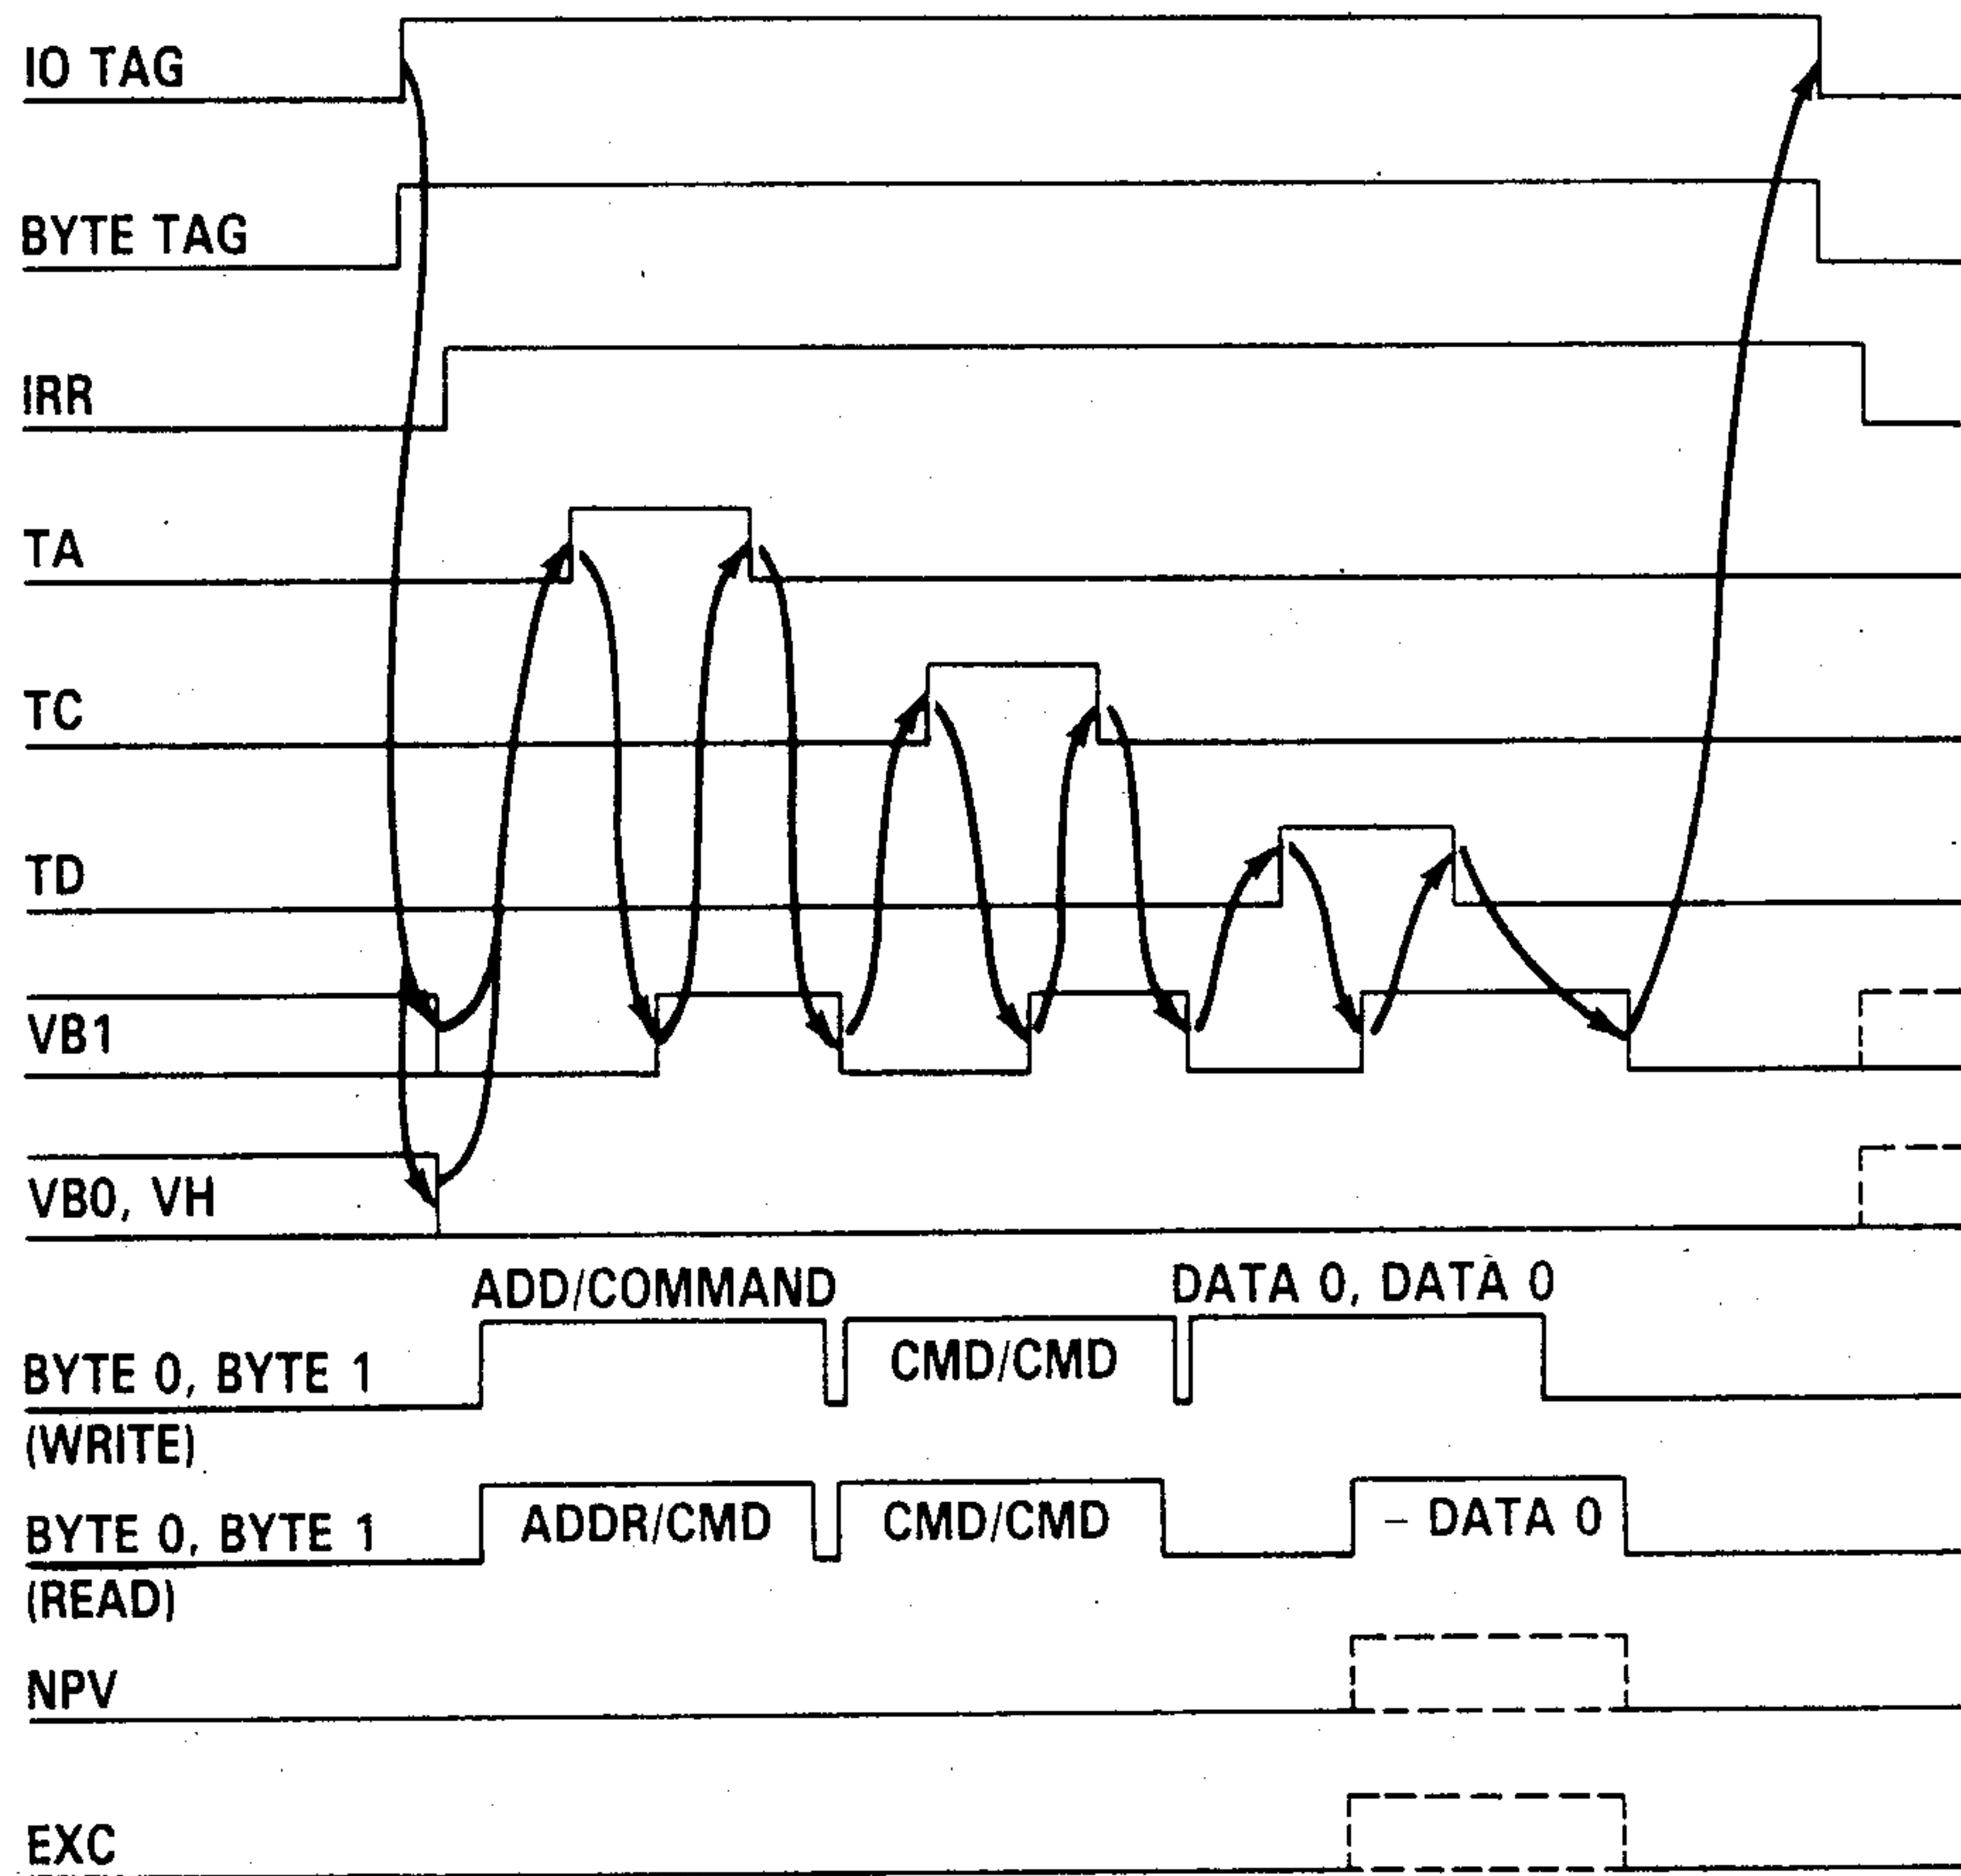 IO TAG
BYTE TAG
IRR
TA
TC
TD
VB1
VB0, VH
ADD/COMMAND DATA 0, DATA 0
BYTE 0, BYTE 1 CMD/CMD
(WRITE)
BYTE 0, BYTE 1 ADDR/CMD CMD/CMD – DATA 0
(READ)
NPV
EXC